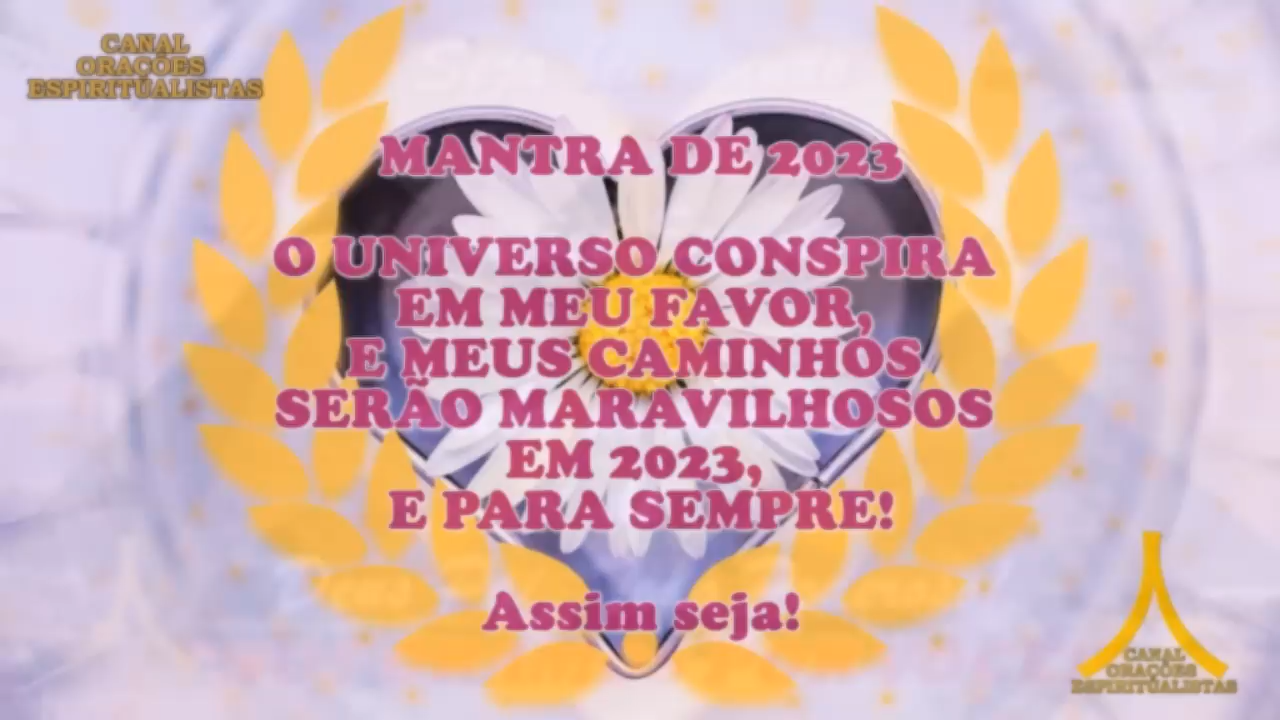 CANAL
ORAÇÕES
ESPIRITUALISTAS
MANTRA DE 2023
O UNIVERSO CONSPIRA
EM MEU FAVOR,
E MEUS CAMINHOS
SERÃO MARAVILHOSOS
EM 2023,
E PARA SEMPRE!
Assim seja!
CANAL
ORAÇÕES
ESPIRITUALISTAS